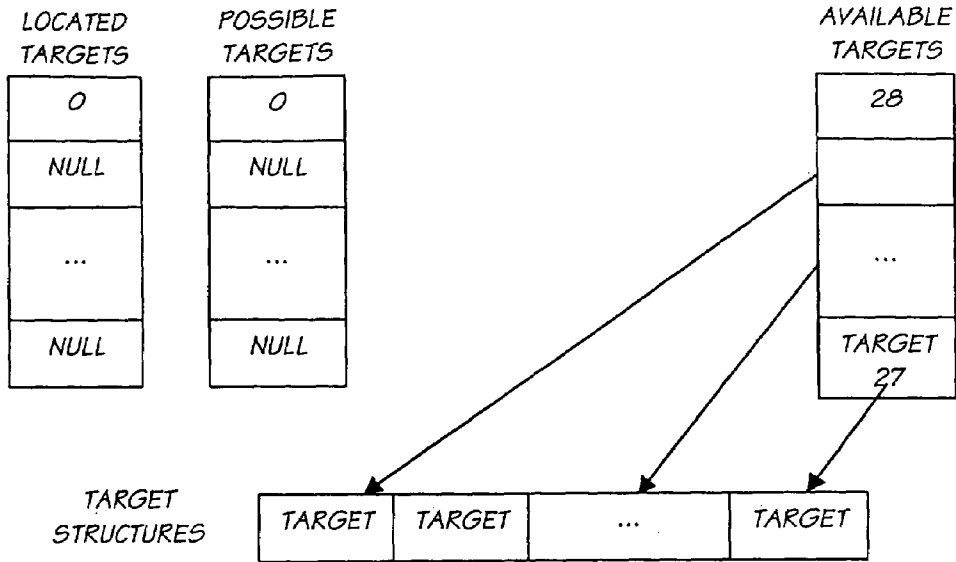 LOCATED TARGETS
0
NULL
...
NULL
POSSIBLE TARGETS
0
NULL
...
NULL
AVAILABLE TARGETS
28
...
TARGET
27
TARGET STRUCTURES
TARGET
TARGET
...
TARGET